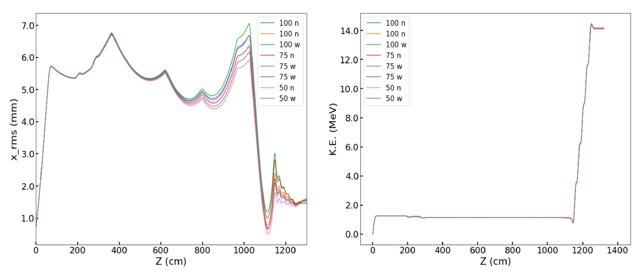 x_rms (mm)
7.0
6.0
5.0
4.0
3.0
2.0
1.0
0
200
400
600
800
1000
1200
Z (cm)
100 n
100 n
100 w
75 n
75 w
75 w
50 n
50 w
K.E. (MeV)
14.0
12.0
10.0
8.0
6.0
4.0
2.0
0.0
0
200
400
600
800
1000
1200
1400
Z (cm)
100 n
100 n
100 w
75 n
75 w
75 w
50 n
50 w